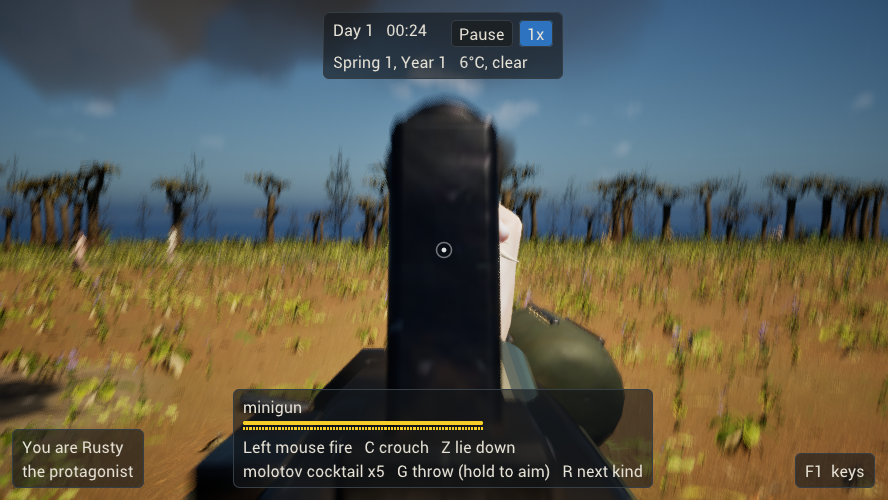 Day 1 00:24 Pause 1x
Spring 1, Year 1 6°C, clear
minigun
Left mouse fire C crouch Z lie down
molotov cocktail x5 G throw (hold to aim) R next kind
You are Rusty
the protagonist
F1 keys